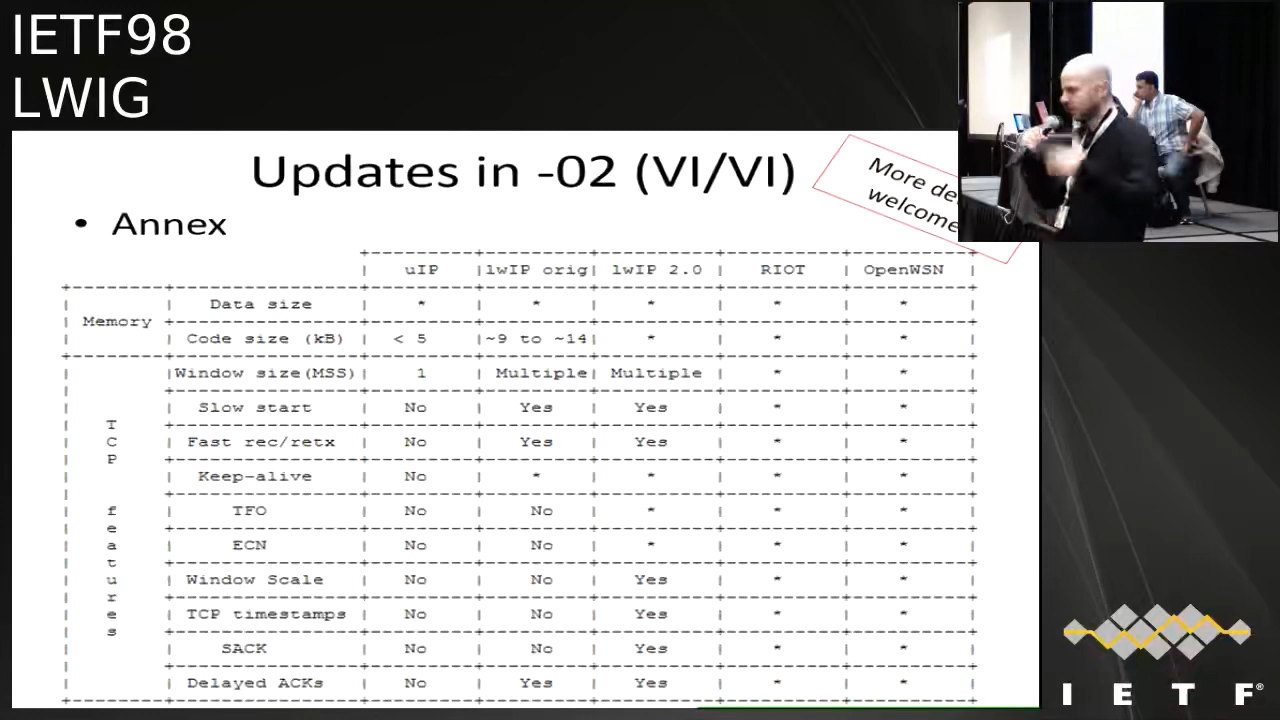 IETF98
LWIG
Updates in -02 (VI/VI)
More
welcome
• Annex
| uIP |lwIP orig| lwIP 2.0 | RIOT | OpenWSN |
| Memory | Data size | * | * | * | * | * |
| Code size (kB) | < 5 |~9 to ~14| * | * | * |
| TCP features |Window size(MSS)| 1 | Multiple| Multiple | * | * |
| Slow start | No | Yes | Yes | * | * |
| Fast rec/retx | No | Yes | Yes | * | * |
| Keep-alive | No | * | * | * | * |
| TFO | No | No | * | * | * |
| ECN | No | No | * | * | * |
| Window Scale | No | No | Yes | * | * |
| TCP timestamps | No | No | Yes | * | * |
| SACK | No | No | Yes | * | * |
| Delayed ACKs | No | Yes | Yes | * | * |
I E T F®